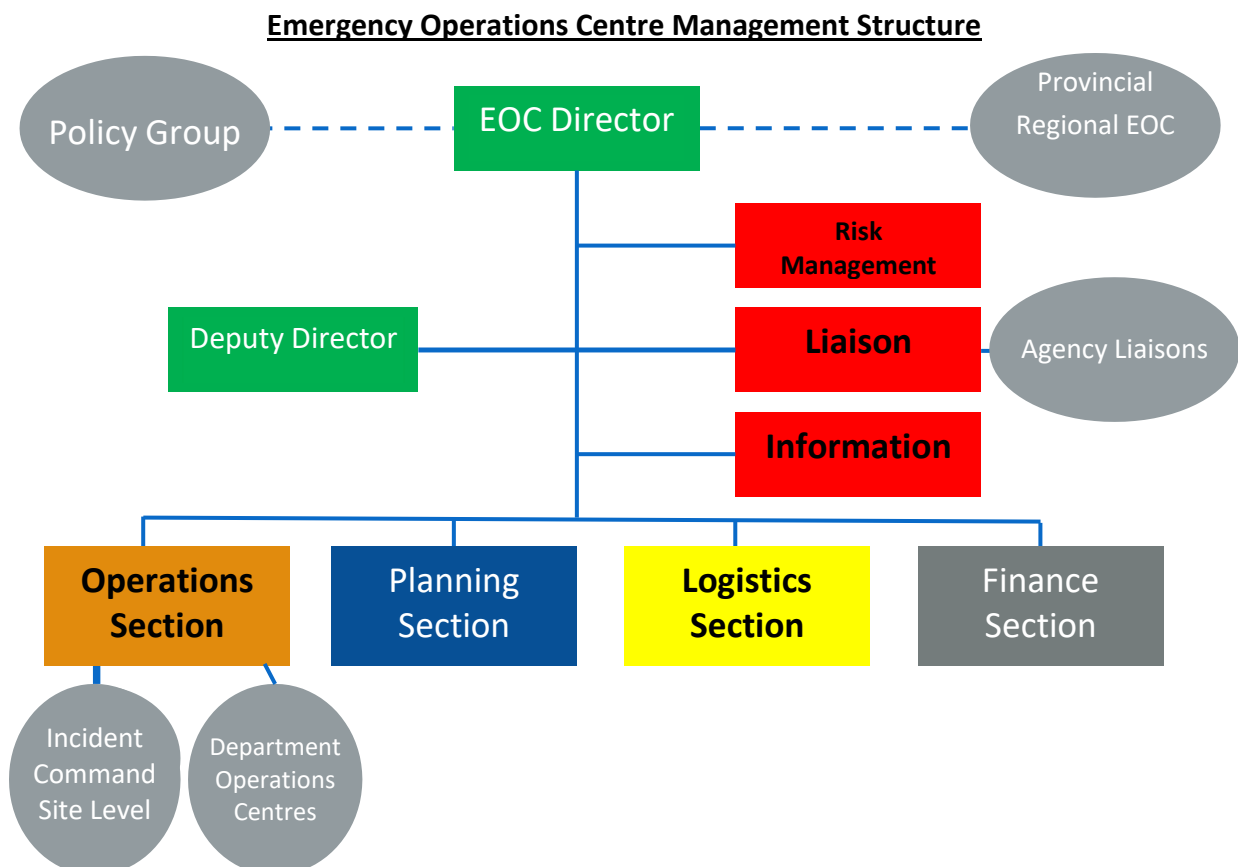 Emergency Operations Centre Management Structure
Policy Group
EOC Director
Provincial
Regional EOC
Risk
Management
Deputy Director
Liaison
Agency Liaisons
Information
Operations
Section
Planning
Section
Logistics
Section
Finance
Section
Incident
Command
Site Level
Department
Operations
Centres